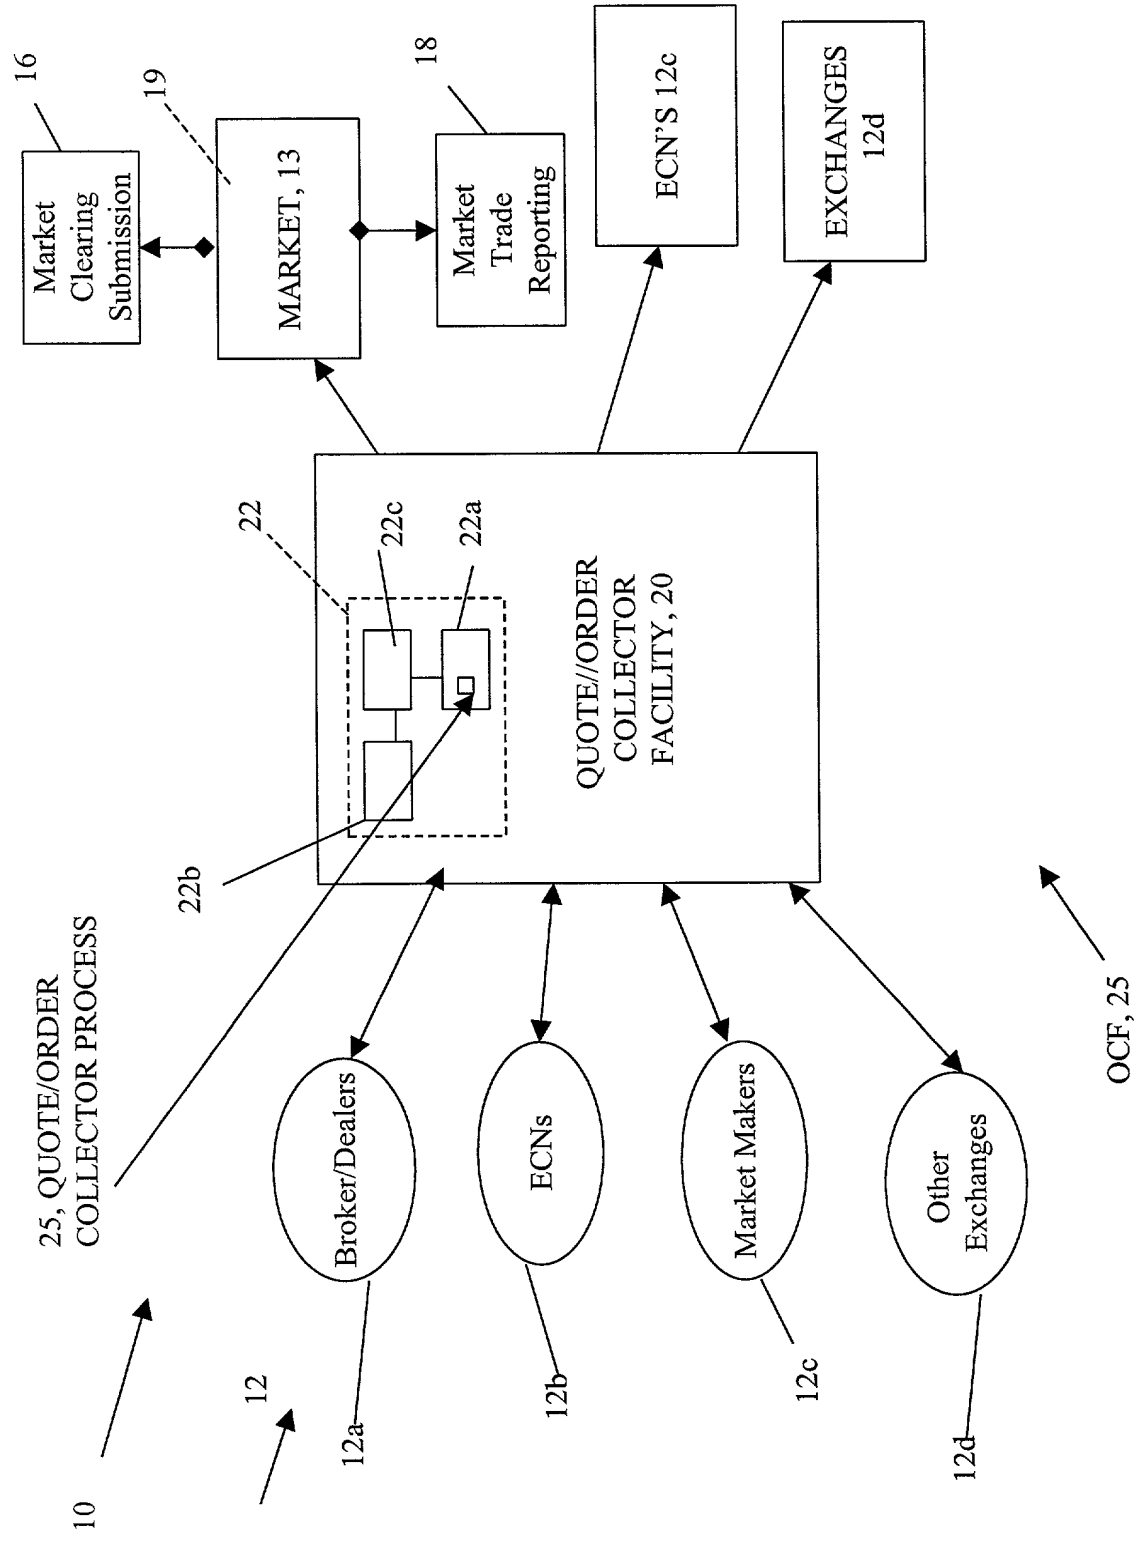 10
25, QUOTE/ORDER
COLLECTOR PROCESS
12
12a
Broker/Dealers
12b
ECNs
12c
Market Makers
12d
Other
Exchanges
22b
22
22c
22a
QUOTE//ORDER
COLLECTOR
FACILITY, 20
16
Market
Clearing
Submission
19
MARKET, 13
18
Market
Trade
Reporting
ECN'S 12c
EXCHANGES
12d
OCF, 25